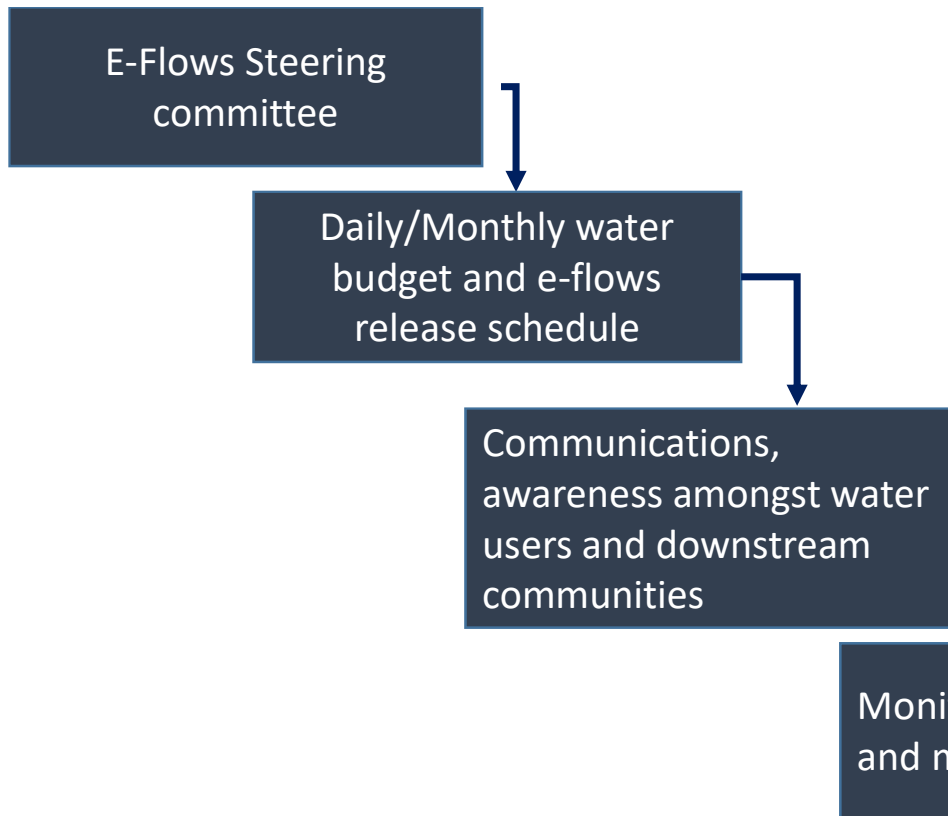 E-Flows Steering
committee
Daily/Monthly water
budget and e-flows
release schedule
Communications,
awareness amongst water
users and downstream
communities
and